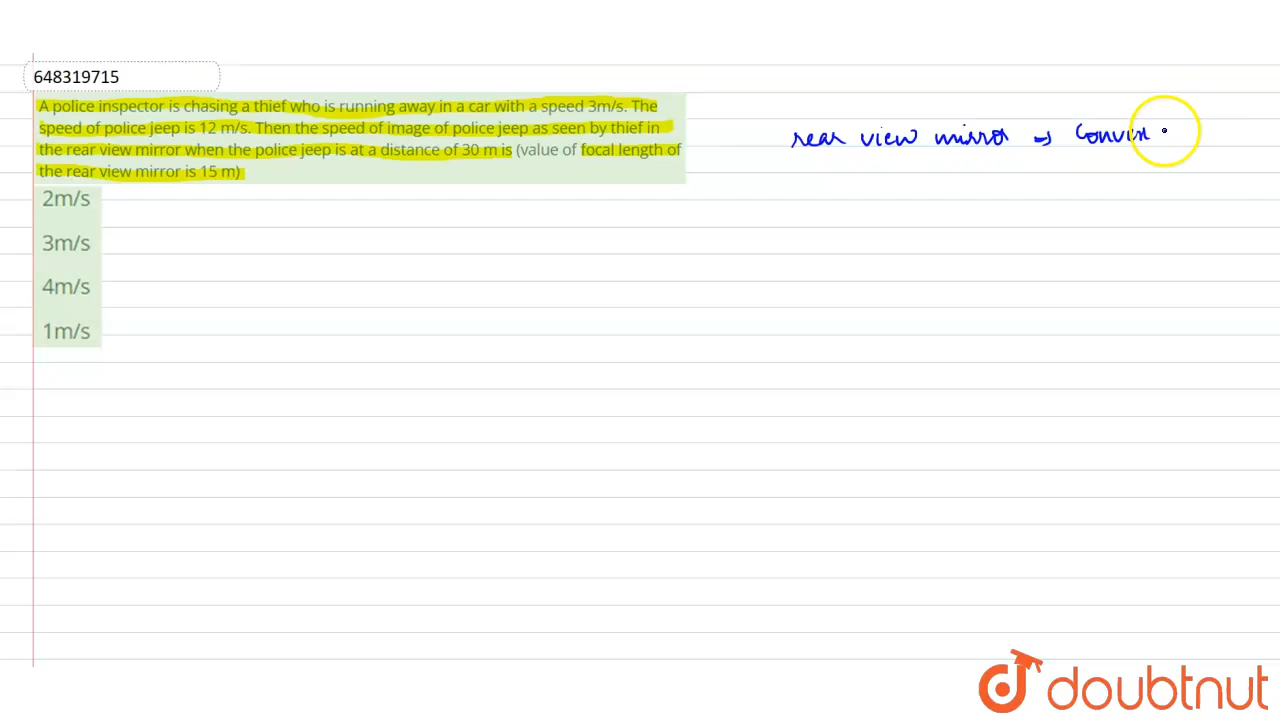 648319715
A police inspector is chasing a thief who is running away in a car with a speed 3m/s. The
speed of police jeep is 12 m/s. Then the speed of image of police jeep as seen by thief in
the rear view mirror when the police jeep is at a distance of 30 m is (value of focal length of
the rear view mirror is 15 m)
2m/s
3m/s
4m/s
1m/s
rear view mirror ⇒ Convex
doubtnut